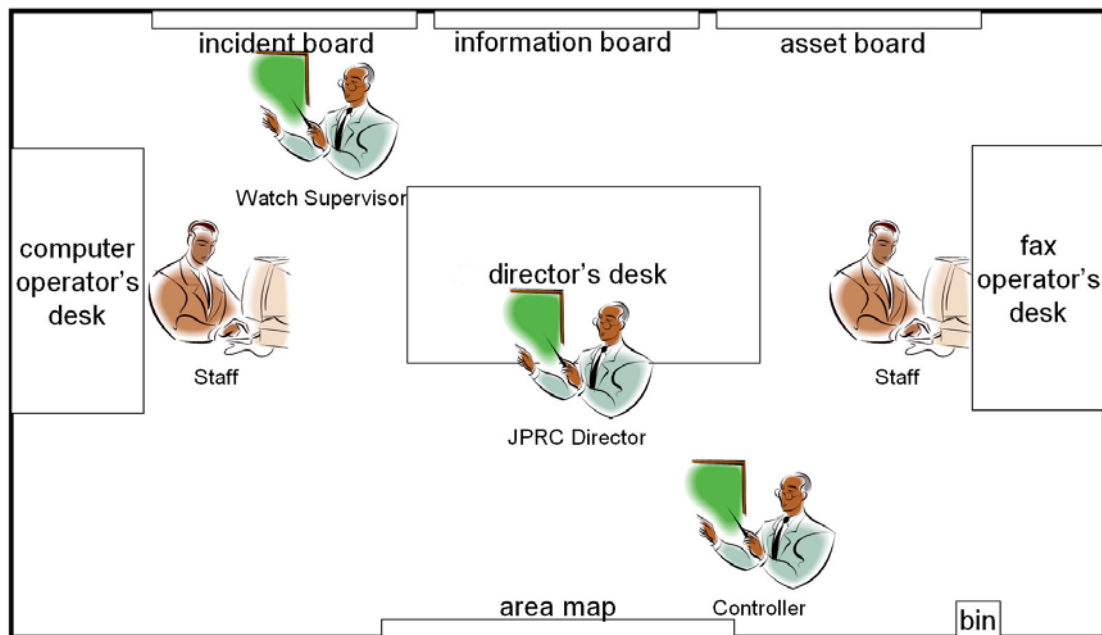 incident board
information board
asset board
Watch Supervisor
computer
operator's
desk
director's desk
fax
operator's
desk
Staff
Staff
JPRC Director
area map
Controller
bin